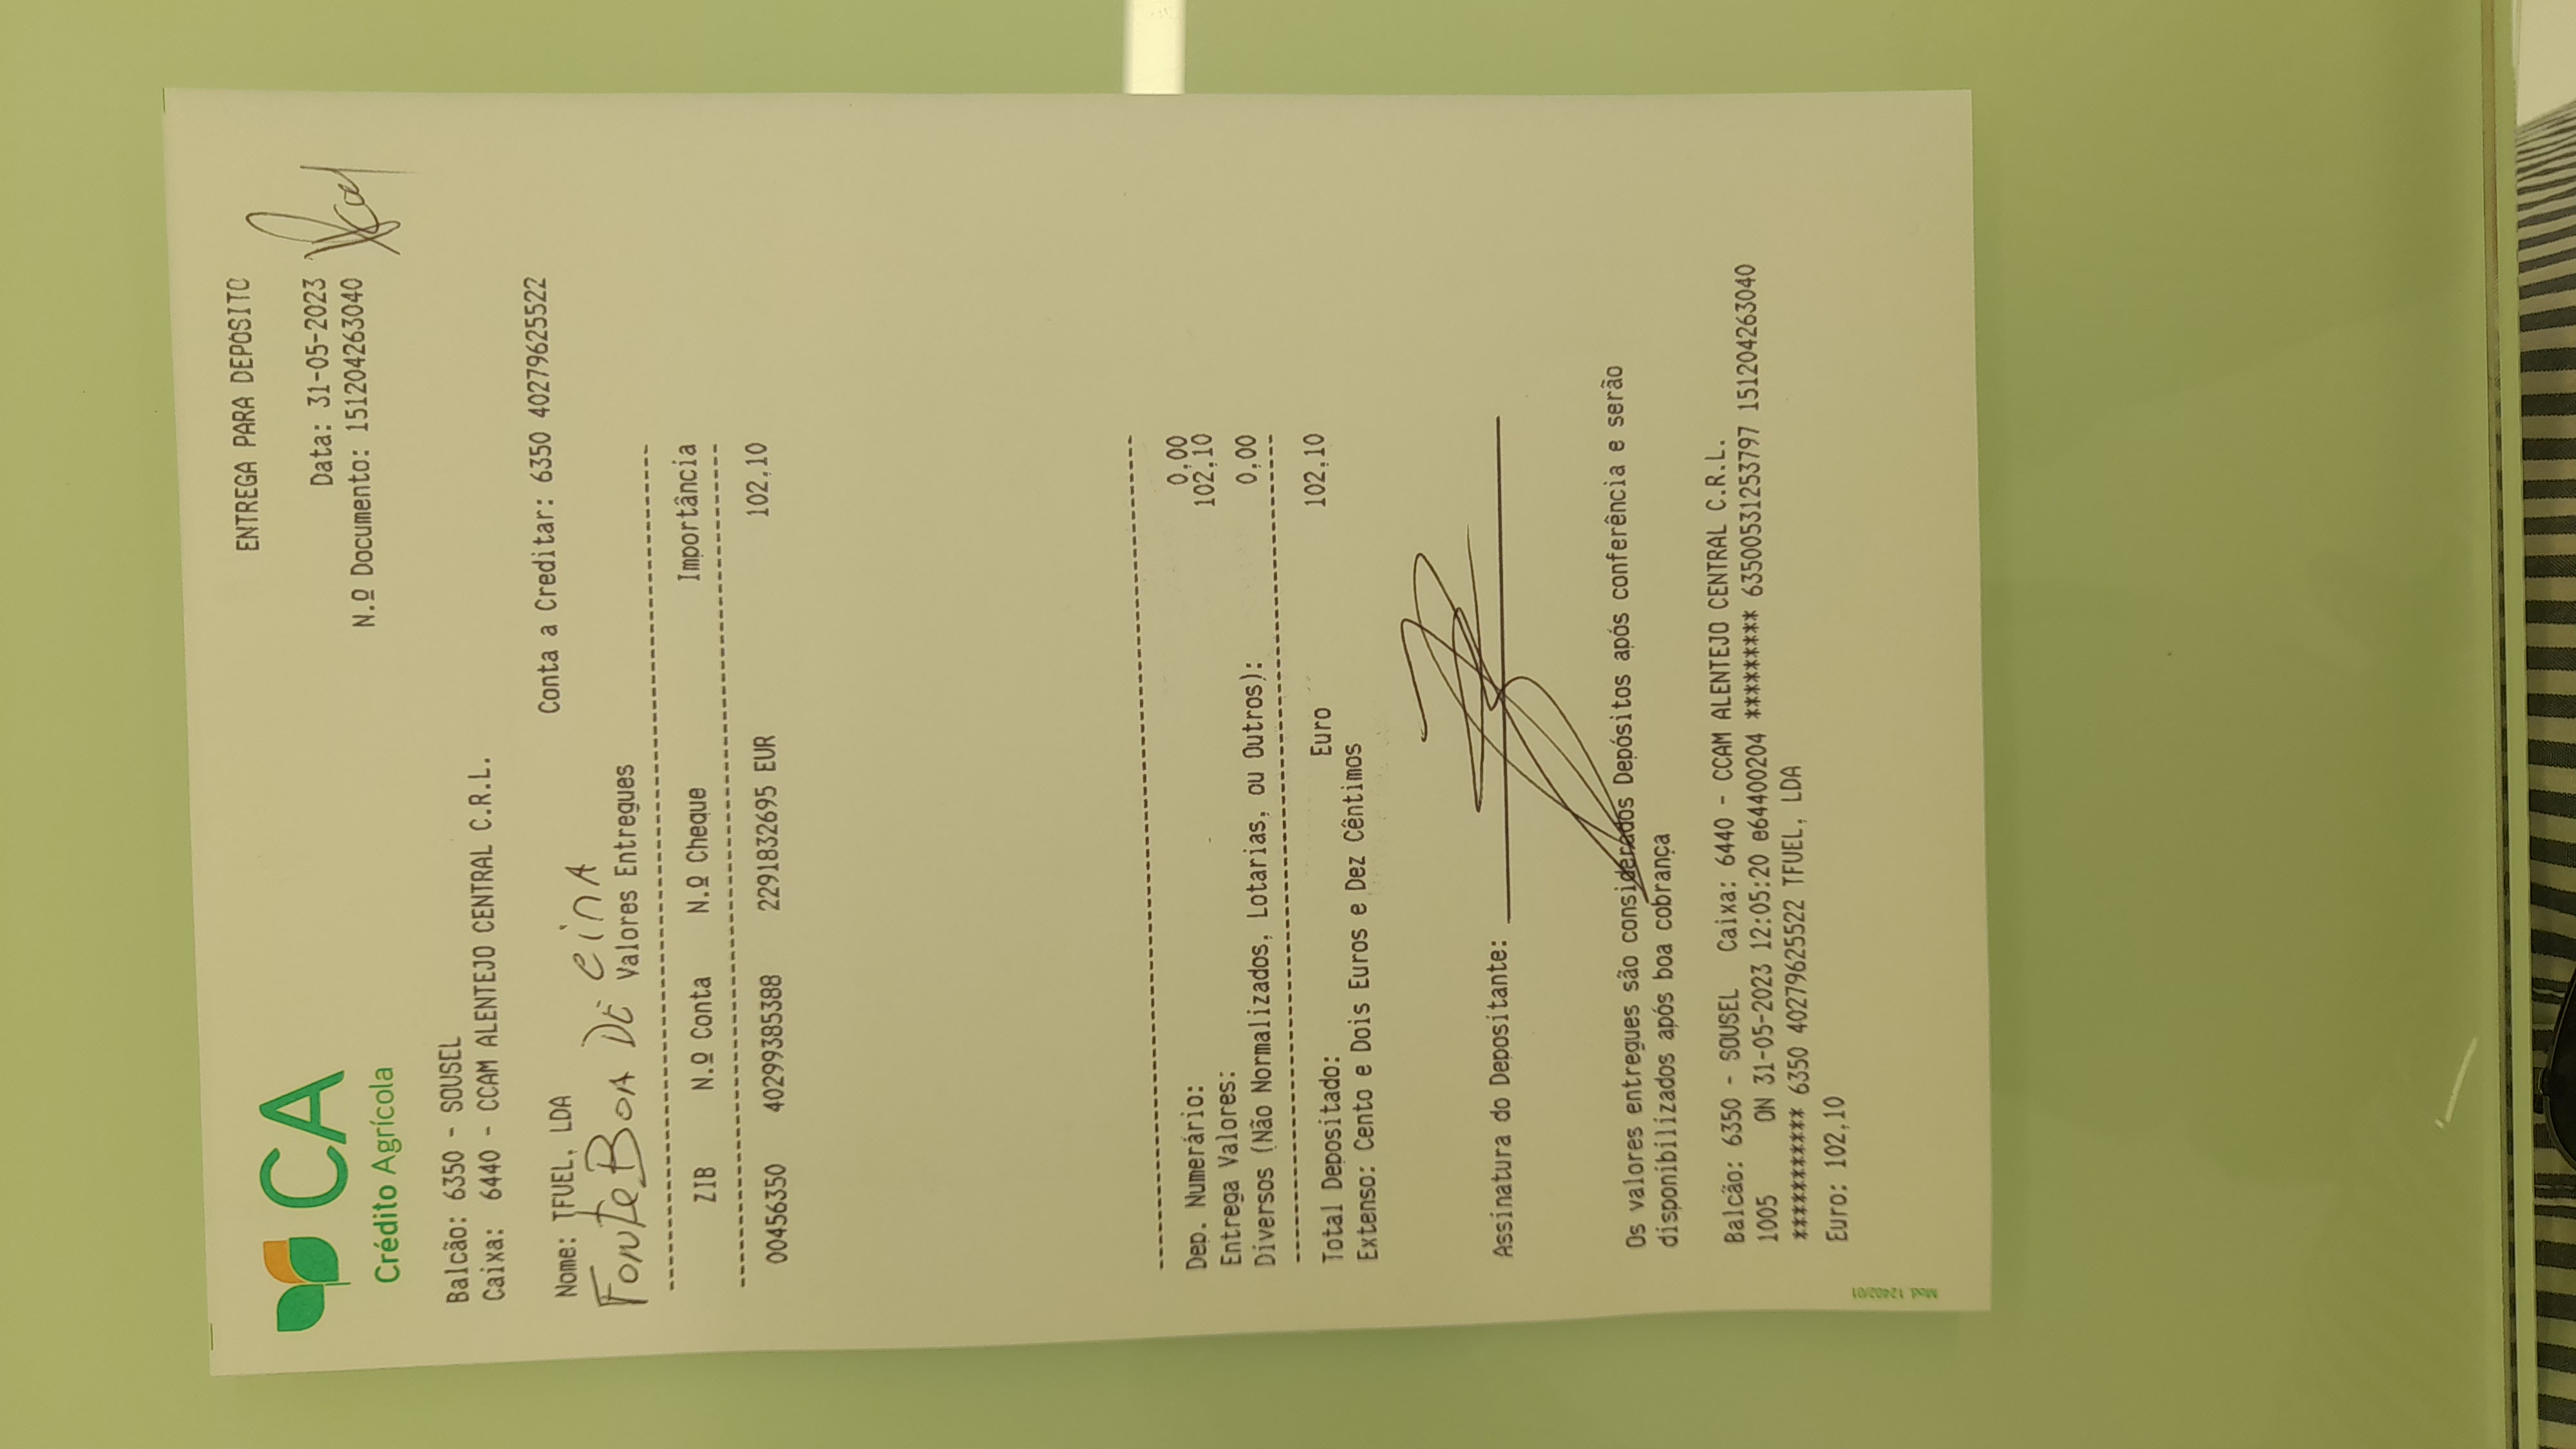 CA
Crédito Agrícola
ENTREGA PARA DEPOSITO
Data: 31-05-2023
N.º Documento: 151204263040
Balcão: 6350 - SOUSEL
Caixa: 6440 - CCAM ALENTEJO CENTRAL C.R.L.
Conta a Creditar: 6350 40279625522
Nome: TFUEL, LDA
Fonte Boa De Cima
Valores Entregues
ZIB N.º Conta N.º Cheque Importância
00456350 40299385388 2291832695 EUR 102,10
Dep. Numerário: 0,00
Entrega Valores: 102,10
Diversos (Não Normalizados, Lotarias, ou Outros): 0,00
Total Depositado: Euro 102,10
Extenso: Cento e Dois Euros e Dez Cêntimos
Assinatura do Depositante:
Os valores entregues são considerados Depósitos após conferência e serão
disponibilizados após boa cobrança
Balcão: 6350 - SOUSEL Caixa: 6440 - CCAM ALENTEJO CENTRAL C.R.L.
1005 ON 31-05-2023 12:05:20 e64400204 ********* 63500531253797 151204263040
*********** 6350 40279625522 TFUEL, LDA
Euro: 102,10
Mod. 12402/01